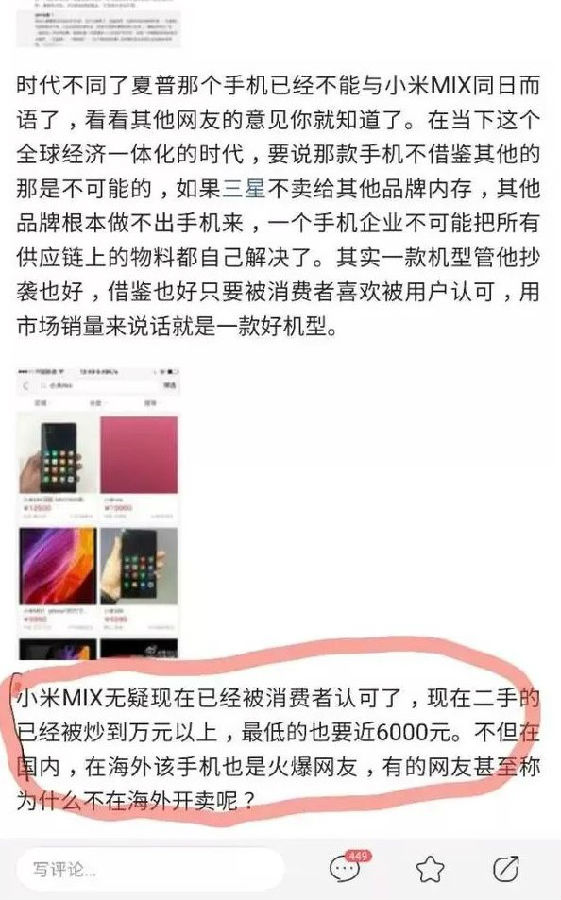 时代不同了夏普那个手机已经不能与小米MIX同日而
语了，看看其他网友的意见你就知道了。在当下这个
全球经济一体化的时代，要说那款手机不借鉴其他的
那是不可能的，如果三星不卖给其他品牌内存，其他
品牌根本做不出手机来，一个手机企业不可能把所有
供应链上的物料都自己解决了。其实一款机型管他抄
袭也好，借鉴也好只要被消费者喜欢被用户认可，用
市场销量来说话就是一款好机型。
小米MIX无疑现在已经被消费者认可了，现在二手的
已经被炒到万元以上，最低的也要近6000元。不但在
国内，在海外该手机也是火爆网友，有的网友甚至称
为什么不在海外开卖呢？
写评论...
449